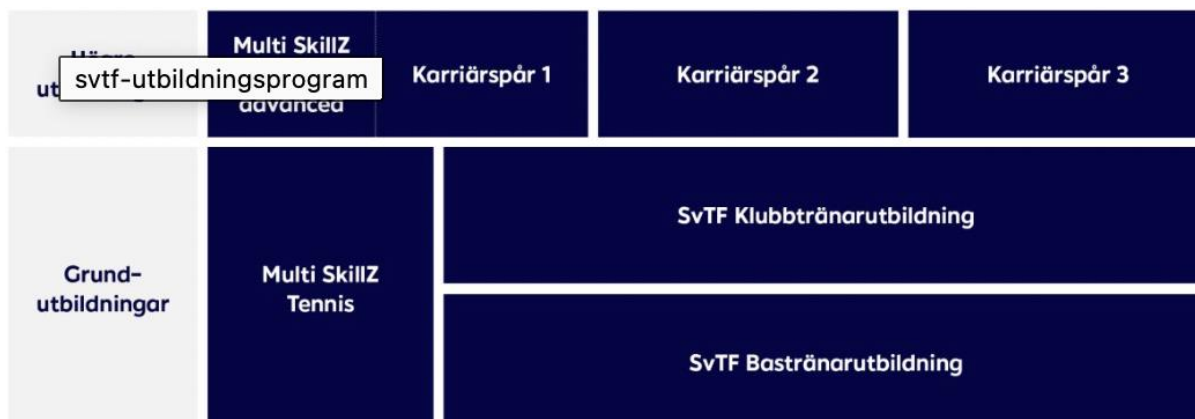 Multi SkillZ
advanced
svtf-utbildningsprogram
Karriärspår 1
Karriärspår 2
Karriärspår 3
Grund-
utbildningar
Multi SkillZ
Tennis
SvTF Klubbtränarutbildning
SvTF Bastränarutbildning